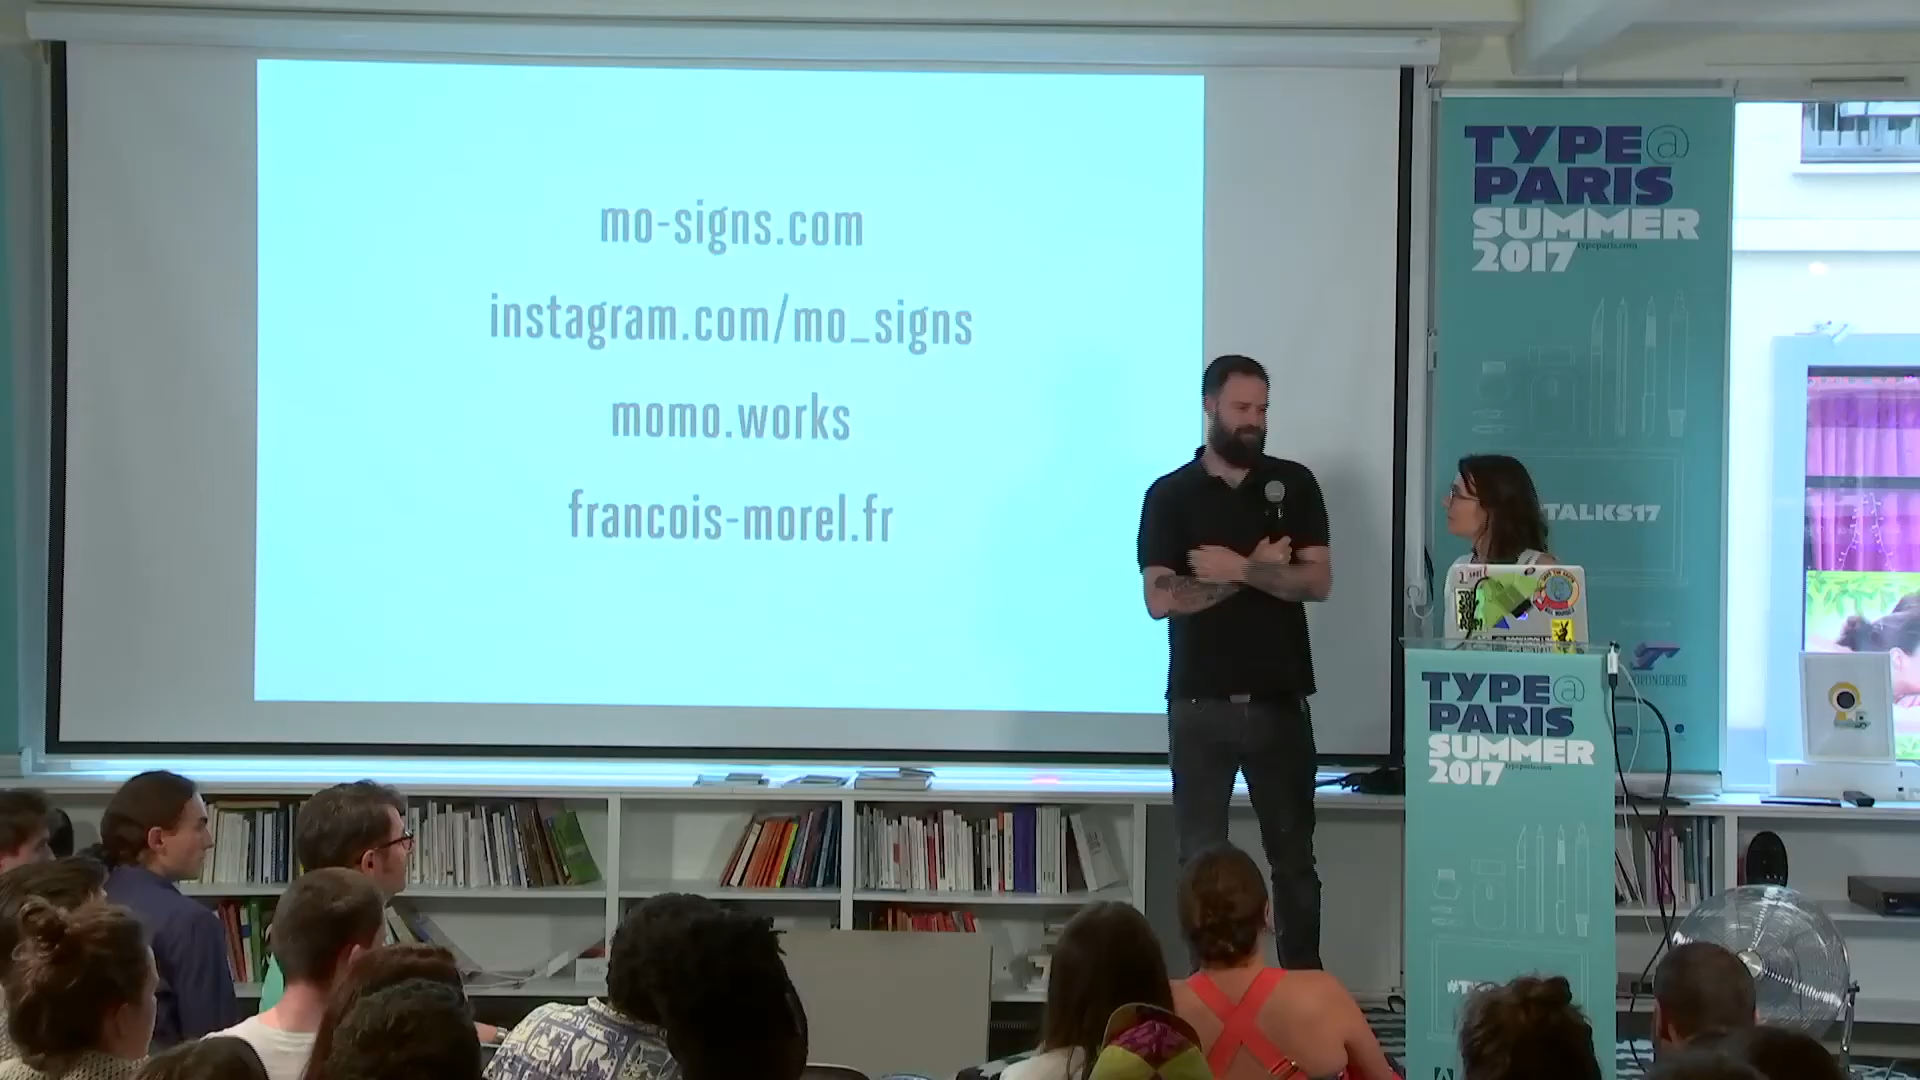 mo-signs.com
instagram.com/mo_signs
momo.works
francois-morel.fr
TYPE@
PARIS
SUMMER
2017
typeparis.com
TALKS17
TYPE@
PARIS
SUMMER
2017